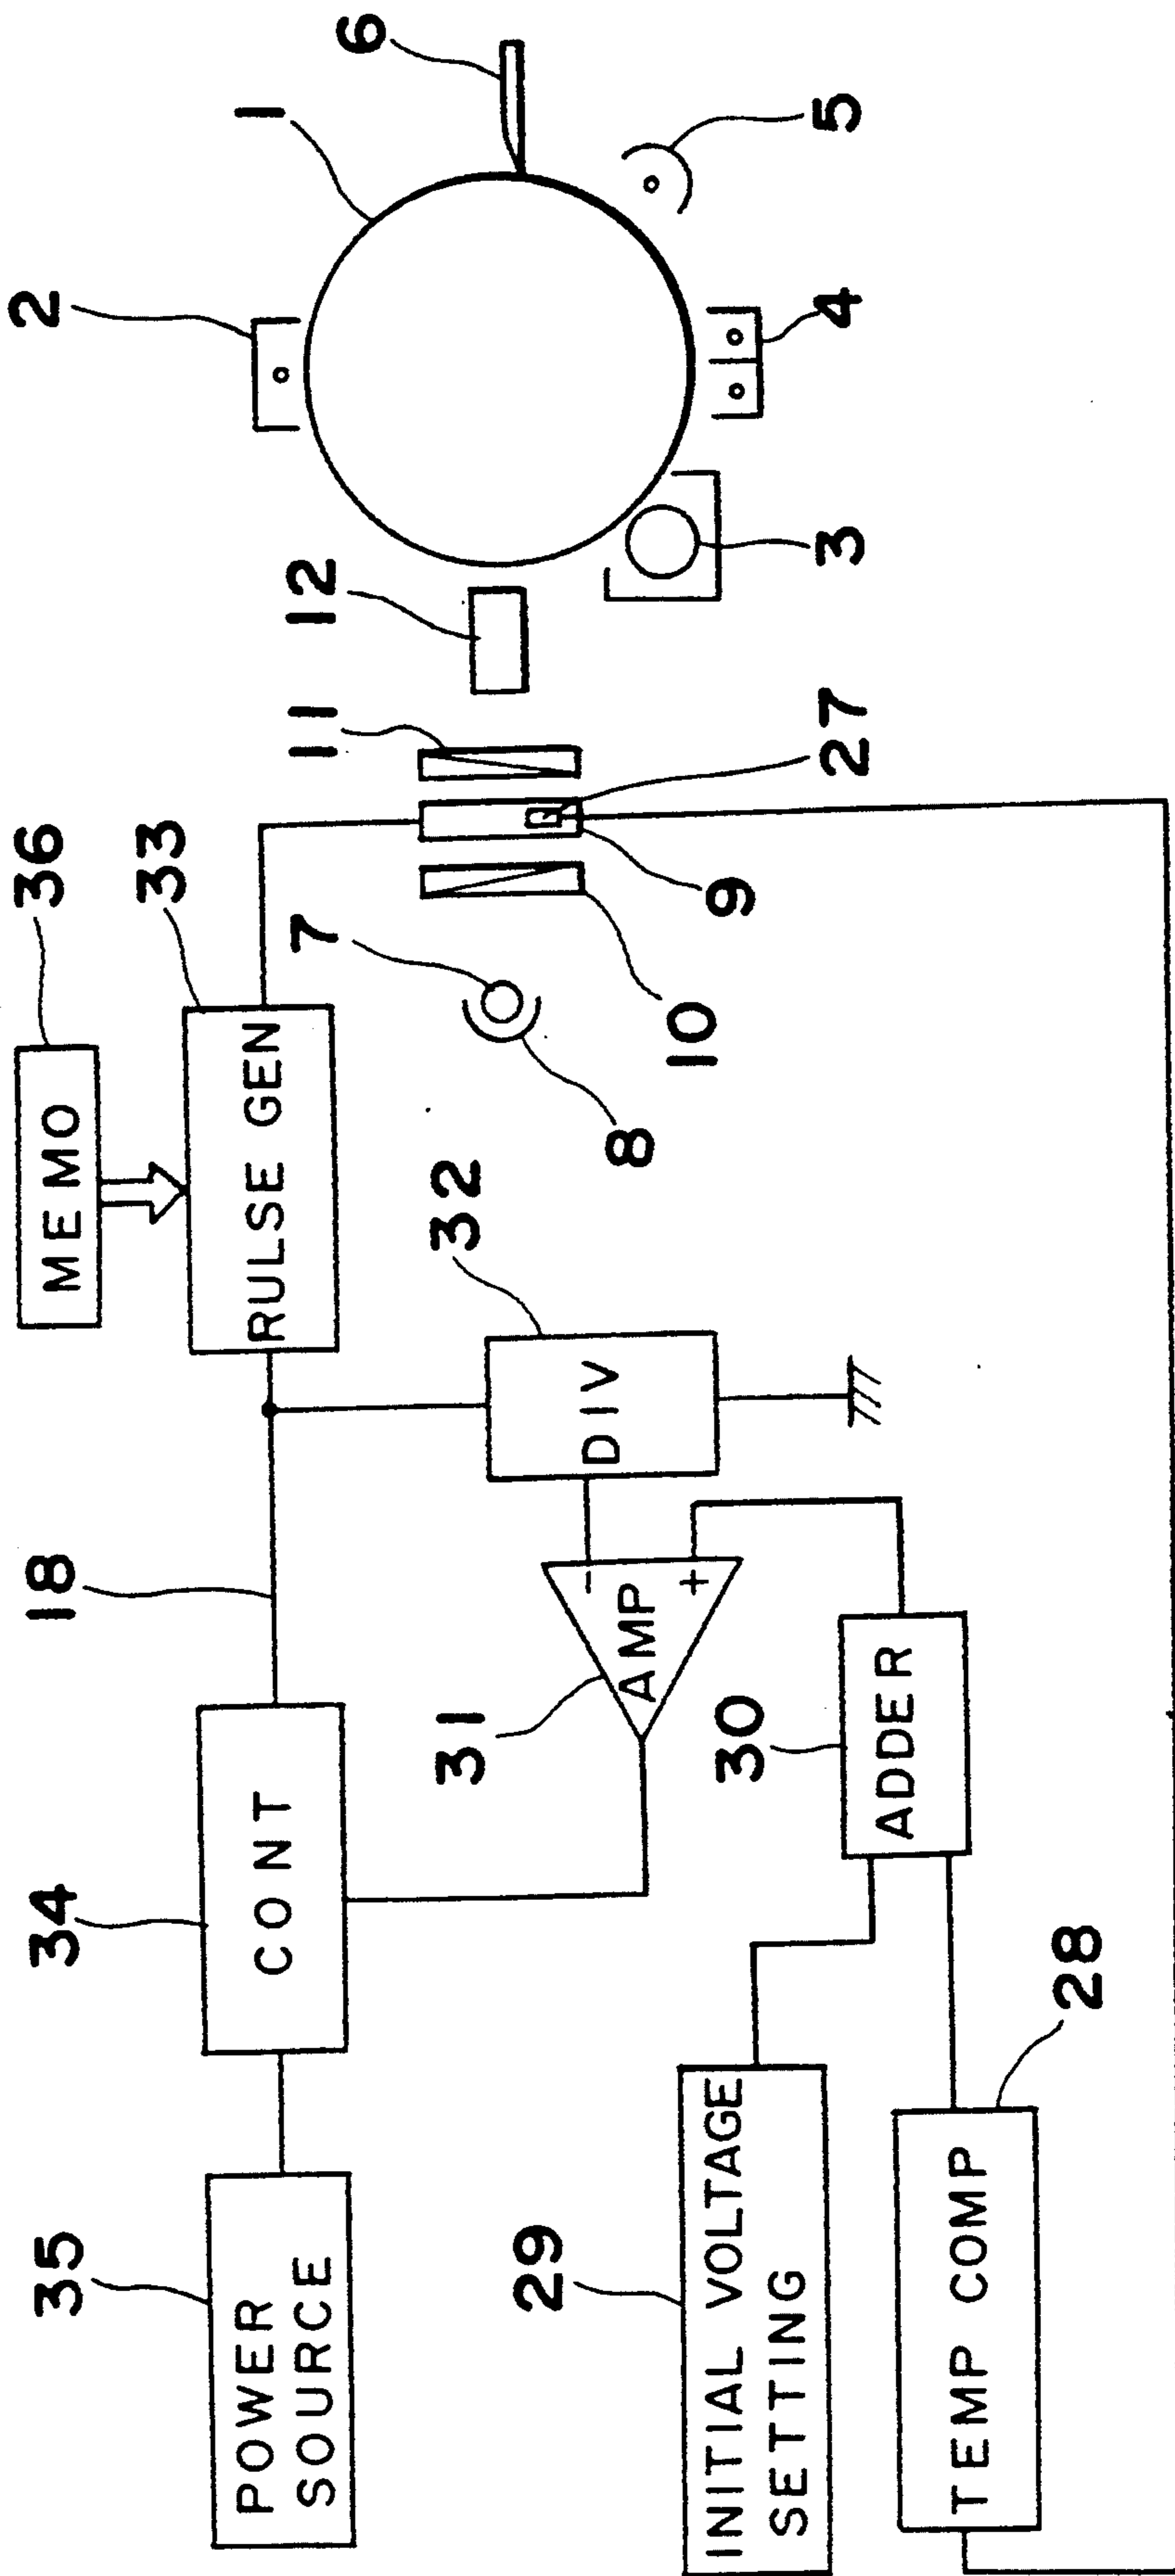 35
34
18
36
33
2
1
6
MEMO
POWER
SOURCE
CONT
RULSE GEN
7
11
12
29
31
32
AMP
-
+
DIV
8
10
9
27
3
4
5
INITIAL VOLTAGE
SETTING
30
ADDER
TEMP COMP
28